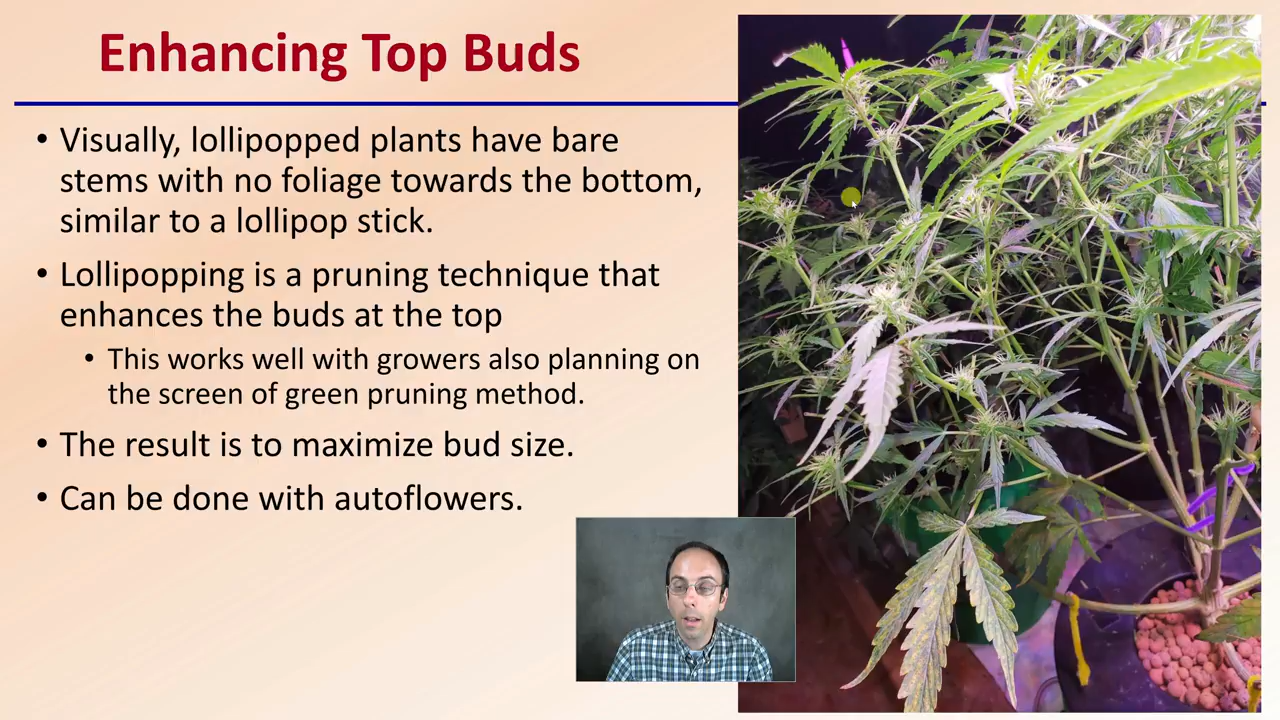 Enhancing Top Buds
• Visually, lollipopped plants have bare
stems with no foliage towards the bottom,
similar to a lollipop stick.
• Lollipopping is a pruning technique that
enhances the buds at the top
• This works well with growers also planning on
the screen of green pruning method.
• The result is to maximize bud size.
• Can be done with autoflowers.